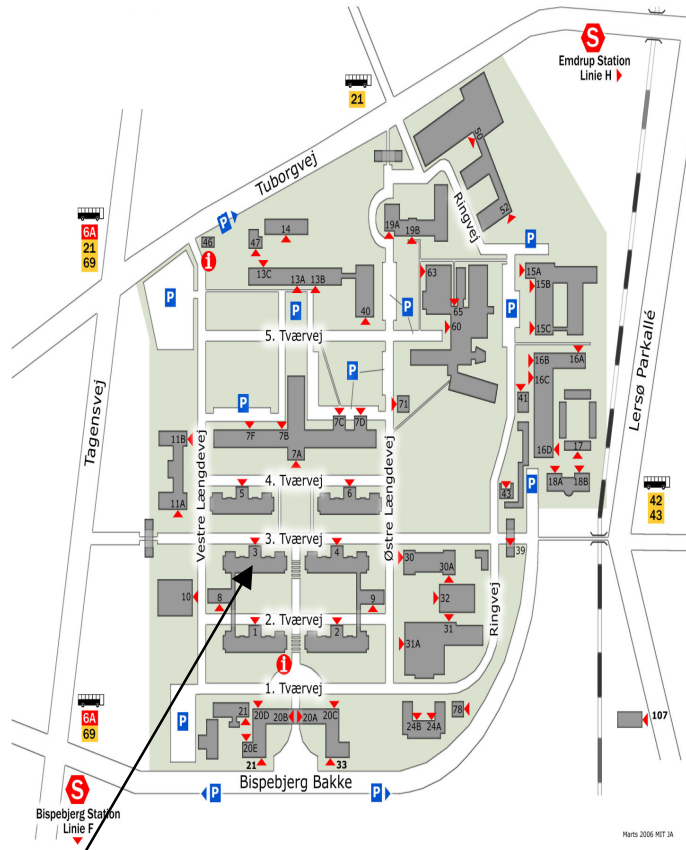 S
Emdrup Station
Linie H
21
Tuborgvej
50
52
Ringvej
6A
21
69
P
46
i
47
14
13C
13A
13B
40
19A
19B
63
65
60
P
15A
15B
15C
P
P
P
P
5. Tværvej
P
P
16B
16A
16C
41
71
16D
17
18A
18B
P
Lersø Parkallé
Tagensvej
11B
11A
7F
7B
7C
7D
7A
4. Tværvej
Vestre Længdevej
Østre Længdevej
5
6
43
42
43
3. Tværvej
3
4
39
30
30A
10
8
9
32
Ringvej
2. Tværvej
1
2
31
31A
i
1. Tværvej
P
21
20D
20B
20A
20C
20E
24B
24A
78
107
21
33
6A
69
Bispebjerg Bakke
P
P
S
Bispebjerg Station
Linie F
Marts 2006 MIT JA